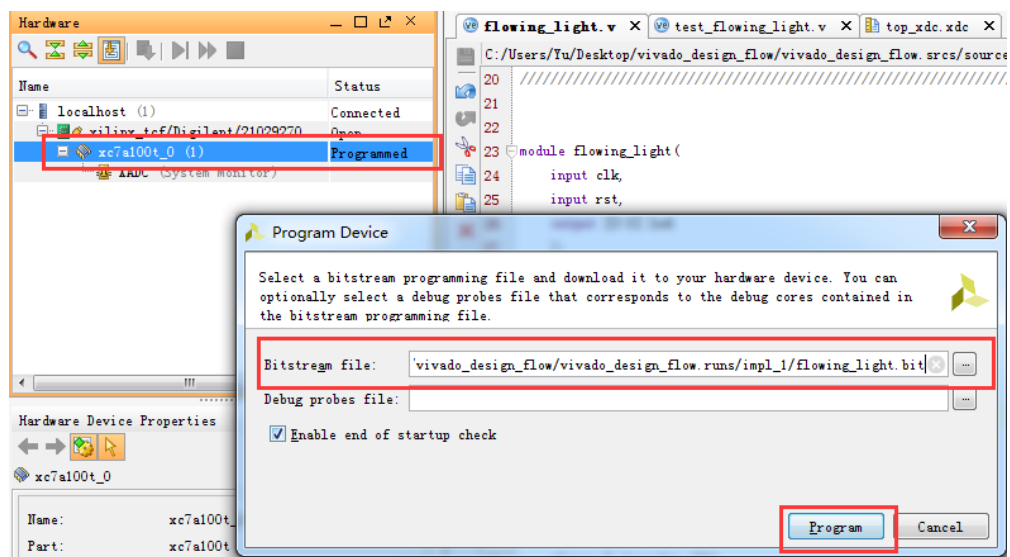 Hardware
Name Status
localhost (1) Connected
xilinx_tcf/Digilent/21029270 Open
xc7a100t_0 (1) Programmed
XADC (System Monitor)
Hardware Device Properties
xc7a100t_0
Name: xc7a100t_
Part: xc7a100t
flowing_light.v test_flowing_light.v top_xdc.xdc
C:/Users/Yu/Desktop/vivado_design_flow/vivado_design_flow.srcs/source
20 ////////////////////////////////////////////////////////////////////////
21
22
23 module flowing_light(
24 input clk,
25 input rst,
Program Device
Select a bitstream programming file and download it to your hardware device. You can
optionally select a debug probes file that corresponds to the debug cores contained in
the bitstream programming file.
Bitstream file: 'vivado_design_flow/vivado_design_flow.runs/impl_1/flowing_light.bit ...
Debug probes file: ...
Enable end of startup check
Program Cancel